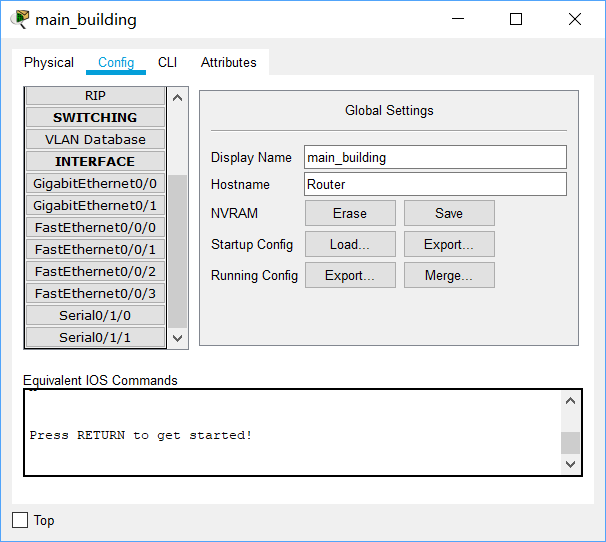 main_building
Physical Config CLI Attributes
RIP
SWITCHING
VLAN Database
INTERFACE
GigabitEthernet0/0
GigabitEthernet0/1
FastEthernet0/0/0
FastEthernet0/0/1
FastEthernet0/0/2
FastEthernet0/0/3
Serial0/1/0
Serial0/1/1
Global Settings
Display Name main_building
Hostname Router
NVRAM Erase Save
Startup Config Load... Export...
Running Config Export... Merge...
Equivalent IOS Commands
Press RETURN to get started!
Top